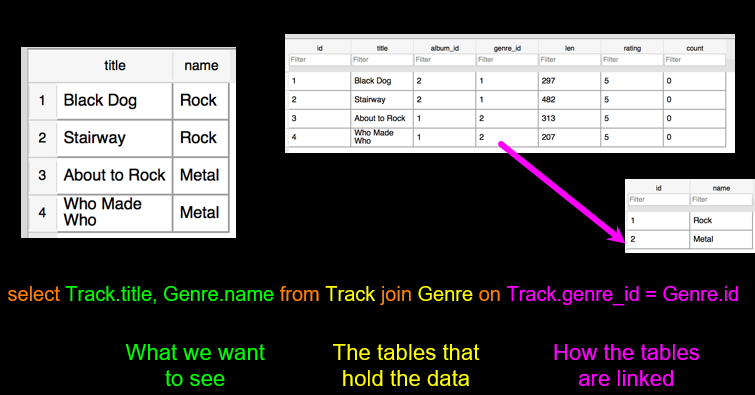 title name
1 Black Dog Rock
2 Stairway Rock
3 About to Rock Metal
4 Who Made Who Metal
id title album_id genre_id len rating count
Filter Filter Filter Filter Filter Filter Filter
1 Black Dog 2 1 297 5 0
2 Stairway 2 1 482 5 0
3 About to Rock 1 2 313 5 0
4 Who Made Who 1 2 207 5 0
id name
Filter Filter
1 Rock
2 Metal
select Track.title, Genre.name from Track join Genre on Track.genre_id = Genre.id
What we want
to see
The tables that
hold the data
How the tables
are linked